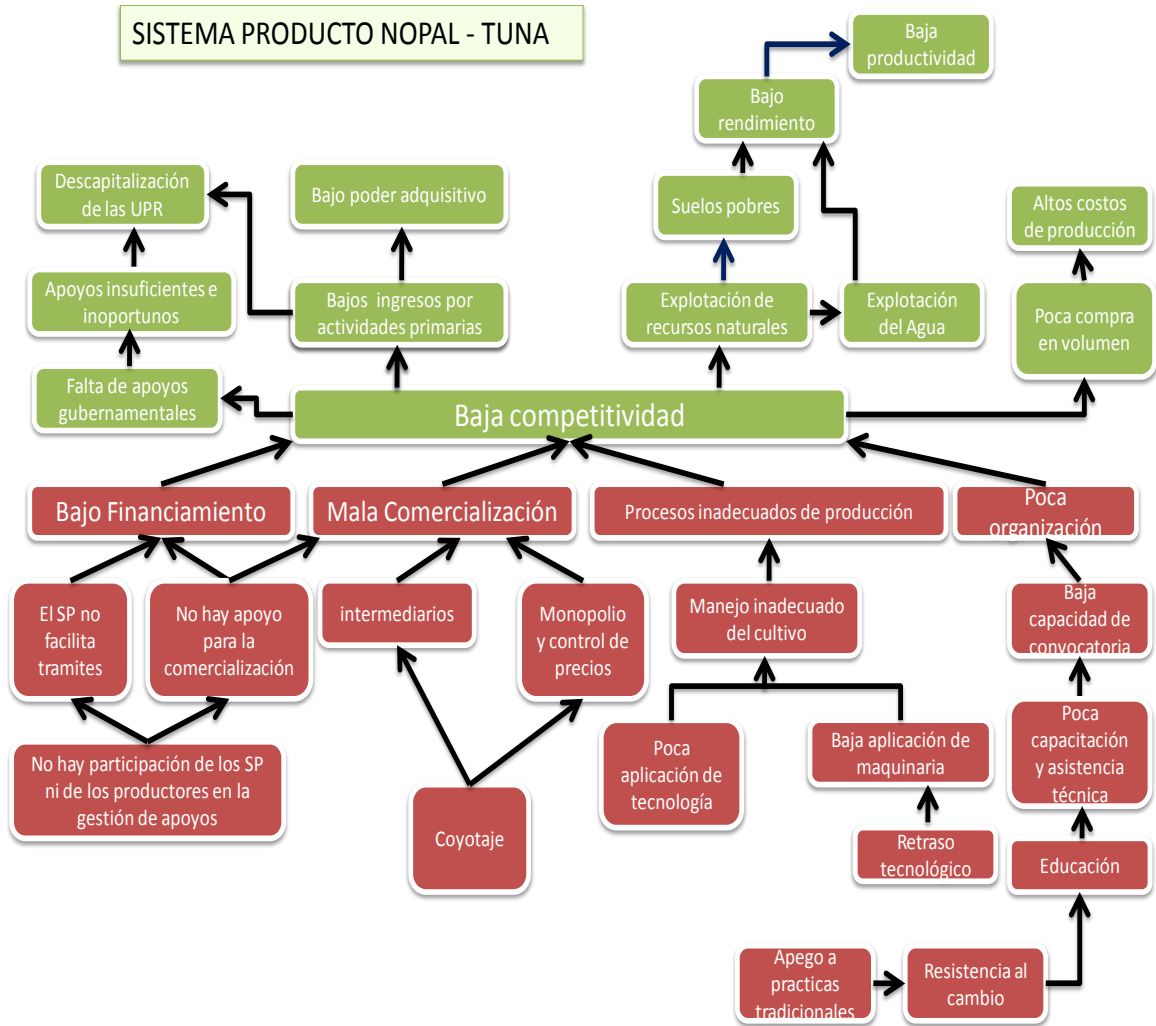 SISTEMA PRODUCTO NOPAL - TUNA
Baja
productividad
Bajo
rendimiento
Descapitalización
de las UPR
Bajo poder adquisitivo
Suelos pobres
Altos costos
de producción
Apoyos insuficientes e
inoportunos
Bajos ingresos por
actividades primarias
Explotación de
recursos naturales
Explotación
del Agua
Poca compra
en volumen
Falta de apoyos
gubernamentales
Baja competitividad
Bajo Financiamiento
Mala Comercialización
Procesos inadecuados de producción
Poca
organización
El SP no
facilita
tramites
No hay apoyo
para la
comercialización
intermediarios
Monopolio
y control de
precios
Manejo inadecuado
del cultivo
Baja
capacidad de
convocatoria
No hay participación de los SP
ni de los productores en la
gestión de apoyos
Coyotaje
Poca
aplicación de
tecnología
Baja aplicación de
maquinaria
Poca
capacitación
y asistencia
técnica
Retraso
tecnológico
Educación
Apego a
practicas
tradicionales
Resistencia al
cambio